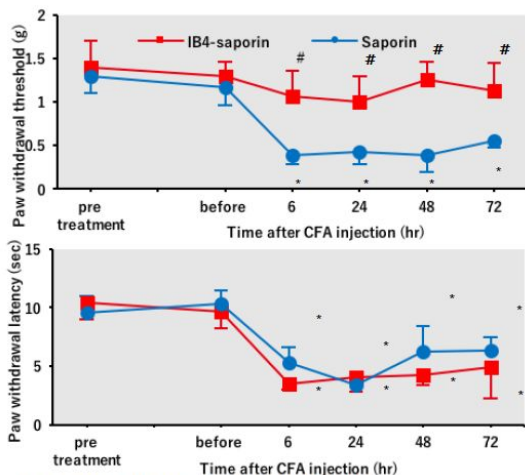 Paw withdrawal threshold (g)
2
1.5
1
0.5
0
IB4-saporin Saporin
# # # #
* * * *
pre treatment before 6 24 48 72
Time after CFA injection (hr)
Paw withdrawal latency (sec)
15
10
5
0
* * * *
* * * *
pre treatment before 6 24 48 72
Time after CFA injection (hr)